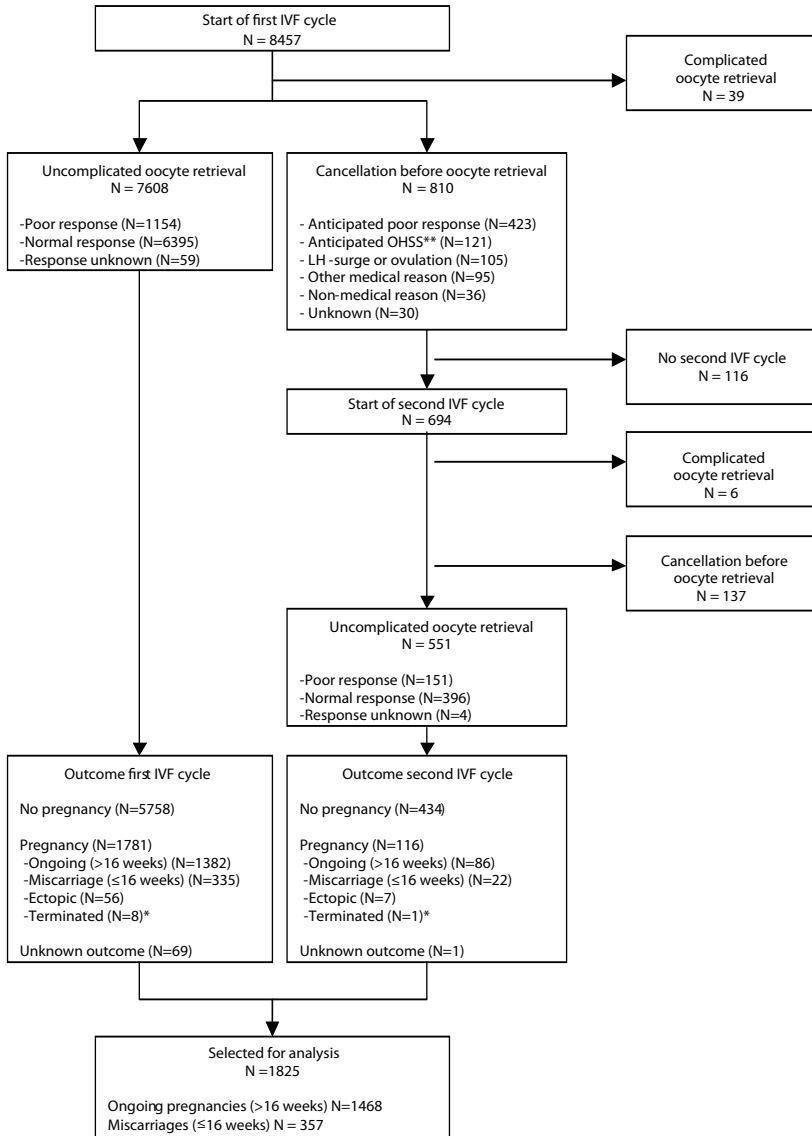 Start of first IVF cycle
N = 8457
Complicated
oocyte retrieval
N = 39
Uncomplicated oocyte retrieval
N = 7608
-Poor response (N=1154)
-Normal response (N=6395)
-Response unknown (N=59)
Cancellation before oocyte retrieval
N = 810
- Anticipated poor response (N=423)
- Anticipated OHSS** (N=121)
- LH -surge or ovulation (N=105)
- Other medical reason (N=95)
- Non-medical reason (N=36)
- Unknown (N=30)
No second IVF cycle
N = 116
Start of second IVF cycle
N = 694
Complicated
oocyte retrieval
N = 6
Cancellation before
oocyte retrieval
N = 137
Uncomplicated oocyte retrieval
N = 551
-Poor response (N=151)
-Normal response (N=396)
-Response unknown (N=4)
Outcome first IVF cycle
No pregnancy (N=5758)
Pregnancy (N=1781)
-Ongoing (>16 weeks) (N=1382)
-Miscarriage (≤16 weeks) (N=335)
-Ectopic (N=56)
-Terminated (N=8)*
Unknown outcome (N=69)
Outcome second IVF cycle
No pregnancy (N=434)
Pregnancy (N=116)
-Ongoing (>16 weeks) (N=86)
-Miscarriage (≤16 weeks) (N=22)
-Ectopic (N=7)
-Terminated (N=1)*
Unknown outcome (N=1)
Selected for analysis
N =1825
Ongoing pregnancies (>16 weeks) N=1468
Miscarriages (≤16 weeks) N = 357